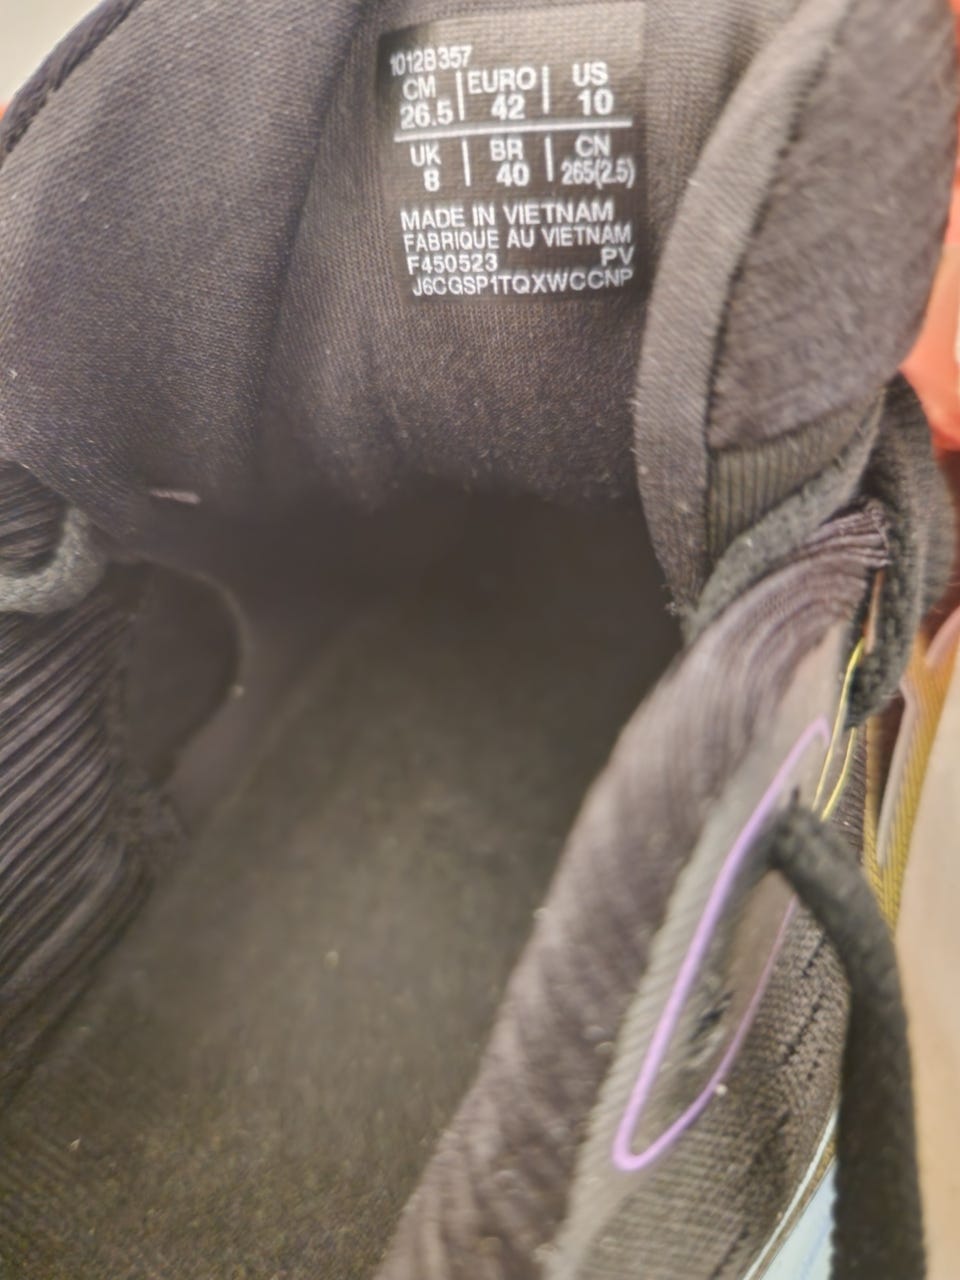 1012B357
CM | EURO | US
26.5 | 42 | 10
UK | BR | CN
8 | 40 | 265(2.5)
MADE IN VIETNAM
FABRIQUE AU VIETNAM
F450523 PV
J6CGSP1TQXWCCNP